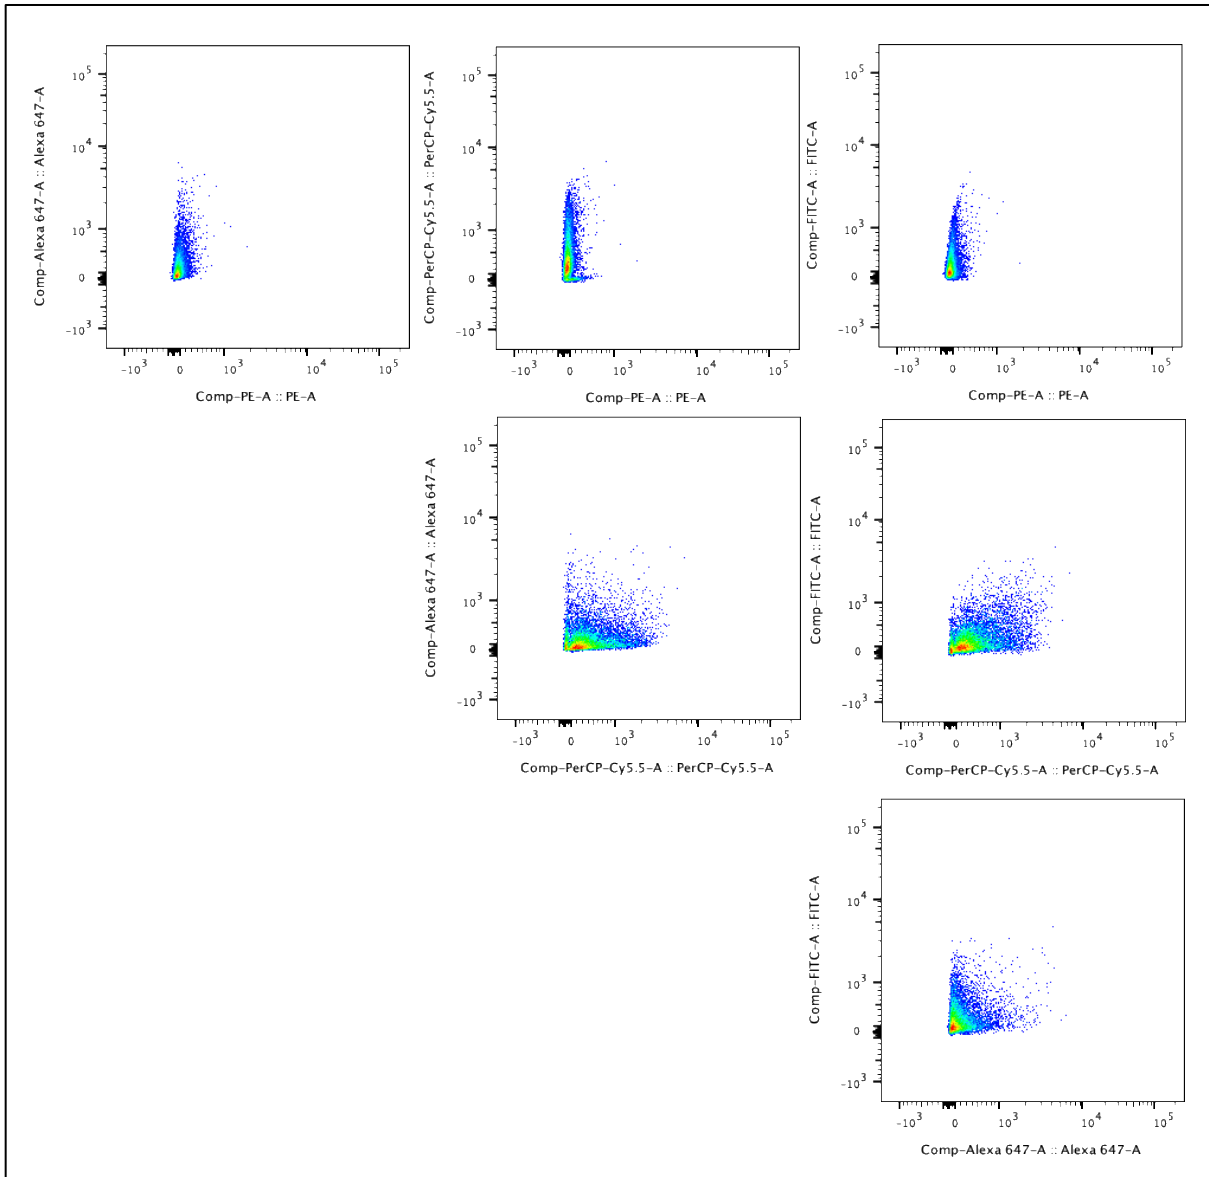 Comp-Alexa 647-A :: Alexa 647-A
10^5
10^4
10^3
0
-10^3
-10^3 0 10^3 10^4 10^5
Comp-PE-A :: PE-A
Comp-PerCP-Cy5.5-A :: PerCP-Cy5.5-A
10^5
10^4
10^3
0
-10^3
-10^3 0 10^3 10^4 10^5
Comp-PE-A :: PE-A
Comp-FITC-A :: FITC-A
10^5
10^4
10^3
0
-10^3
-10^3 0 10^3 10^4 10^5
Comp-PE-A :: PE-A
Comp-Alexa 647-A :: Alexa 647-A
10^5
10^4
10^3
0
-10^3
-10^3 0 10^3 10^4 10^5
Comp-PerCP-Cy5.5-A :: PerCP-Cy5.5-A
Comp-FITC-A :: FITC-A
10^5
10^4
10^3
0
-10^3
-10^3 0 10^3 10^4 10^5
Comp-PerCP-Cy5.5-A :: PerCP-Cy5.5-A
Comp-FITC-A :: FITC-A
10^5
10^4
10^3
0
-10^3
-10^3 0 10^3 10^4 10^5
Comp-Alexa 647-A :: Alexa 647-A